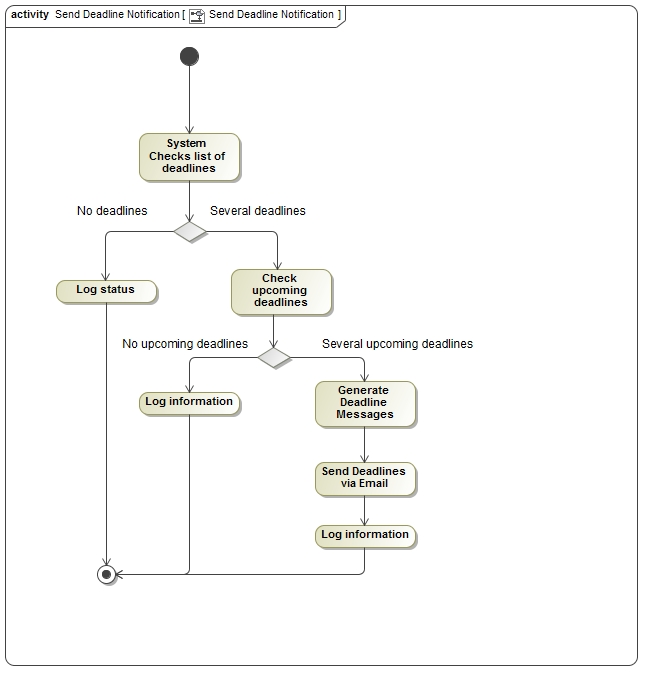 activity Send Deadline Notification [ Send Deadline Notification ]
System
Checks list of
deadlines
No deadlines
Several deadlines
Log status
Check
upcoming
deadlines
No upcoming deadlines
Several upcoming deadlines
Log information
Generate
Deadline
Messages
Send Deadlines
via Email
Log information